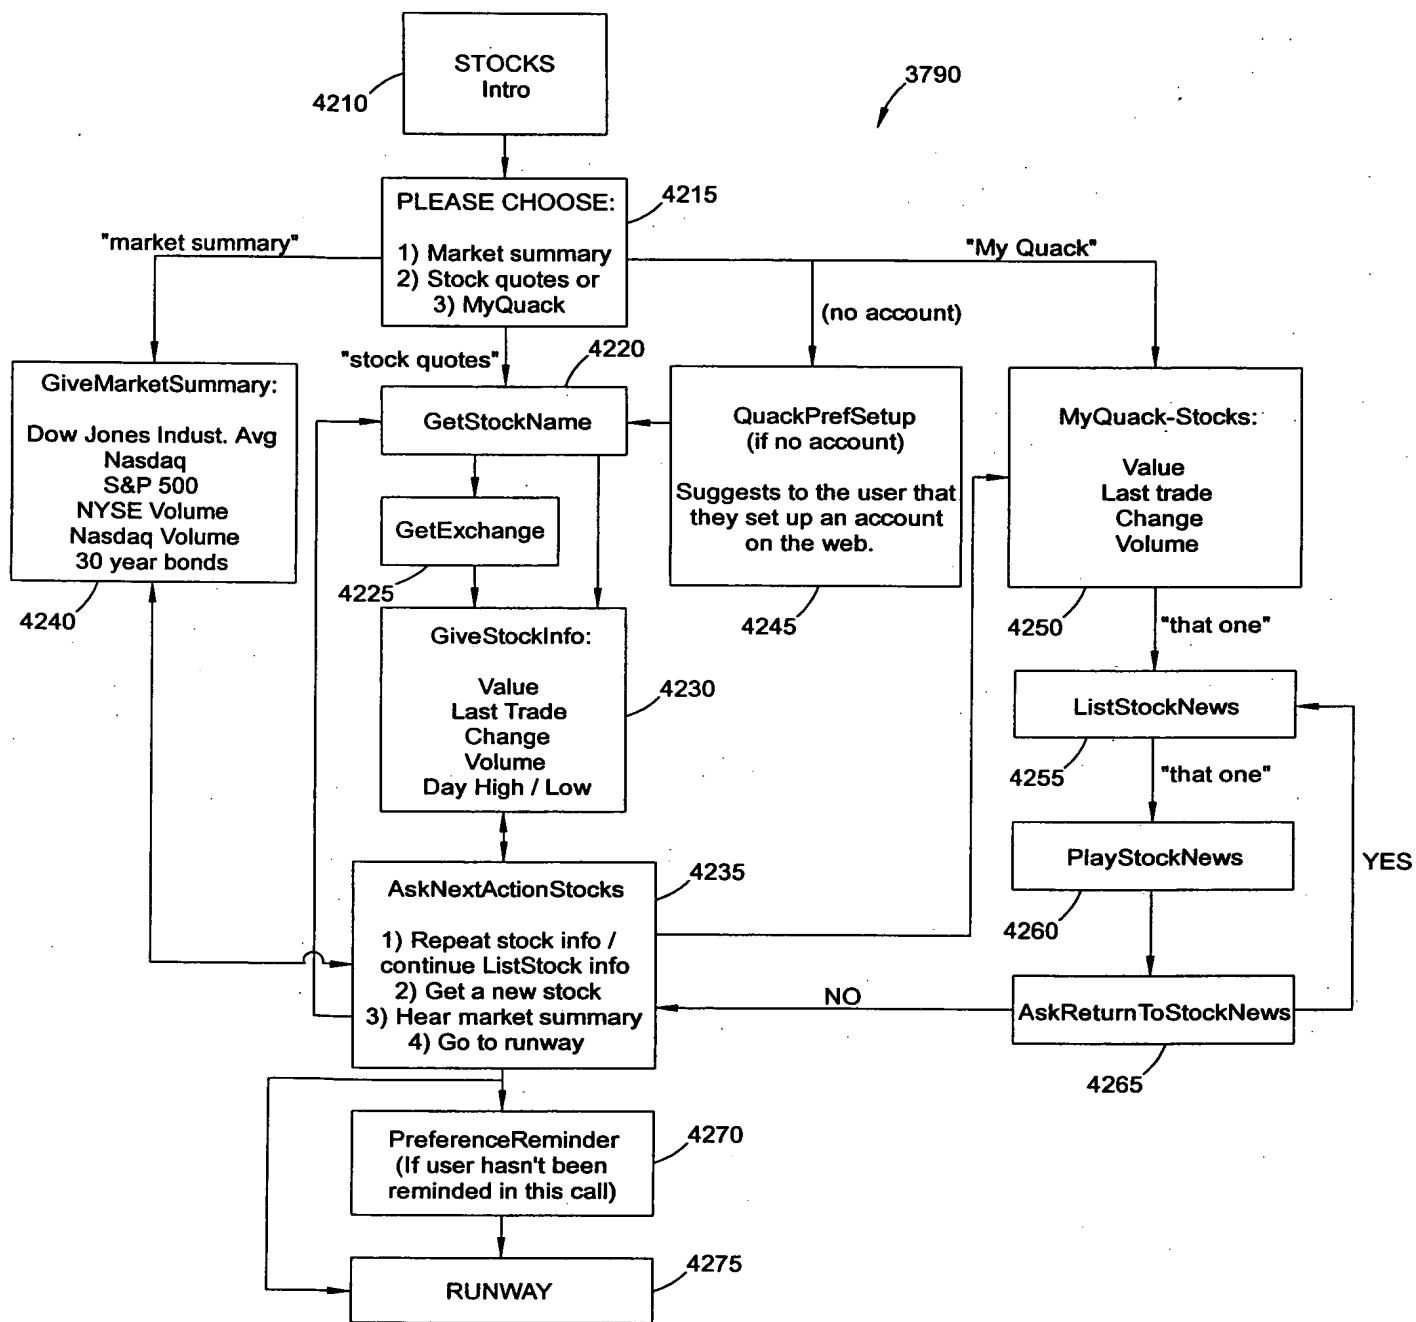 STOCKS
Intro
4210
3790
PLEASE CHOOSE:
1) Market summary
2) Stock quotes or
3) MyQuack
4215
"market summary"
"My Quack"
(no account)
"stock quotes"
4220
GiveMarketSummary:
Dow Jones Indust. Avg
Nasdaq
S&P 500
NYSE Volume
Nasdaq Volume
30 year bonds
4240
GetStockName
GetExchange
4225
QuackPrefSetup
(if no account)
Suggests to the user that
they set up an account
on the web.
4245
MyQuack-Stocks:
Value
Last trade
Change
Volume
4250
"that one"
GiveStockInfo:
Value
Last Trade
Change
Volume
Day High / Low
4230
ListStockNews
4255
"that one"
PlayStockNews
4260
YES
AskNextActionStocks
1) Repeat stock info /
continue ListStock info
2) Get a new stock
3) Hear market summary
4) Go to runway
4235
NO
AskReturnToStockNews
4265
PreferenceReminder
(If user hasn't been
reminded in this call)
4270
RUNWAY
4275